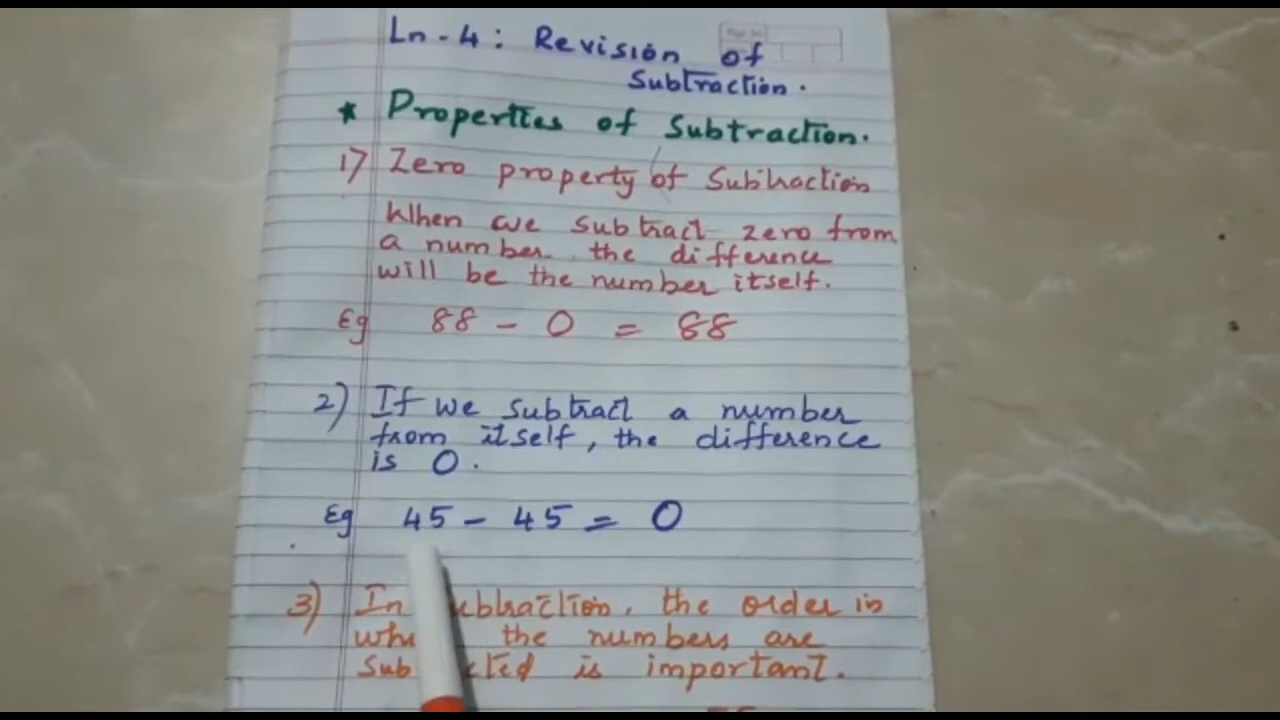 Ln - 4 : Revision of
Subtraction.
* Properties of Subtraction.
1) Zero property of Subtraction
When we subtract zero from
a number the difference
will be the number itself.
Eg 88 - 0 = 88
2) If we subtract a number
from itself, the difference
is 0.
Eg 45 - 45 = 0
3) In subtraction, the order in
the numbers are
is important.